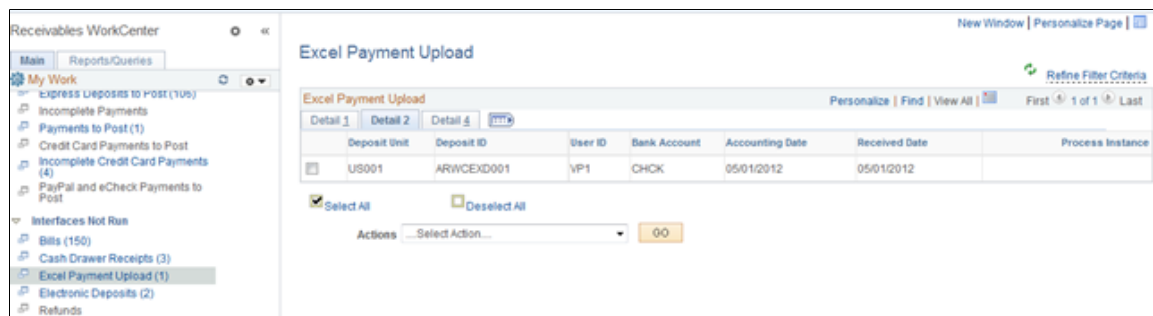 New Window | Personalize Page |
Receivables WorkCenter
Main Reports/Queries
My Work
Express Deposits to Post (105)
Incomplete Payments
Payments to Post (1)
Credit Card Payments to Post
Incomplete Credit Card Payments
(4)
PayPal and eCheck Payments to
Post
Interfaces Not Run
Bills (150)
Cash Drawer Receipts (3)
Excel Payment Upload (1)
Electronic Deposits (2)
Refunds
Excel Payment Upload
Refine Filter Criteria
Excel Payment Upload Personalize | Find | View All | First 1 of 1 Last
Detail 1 Detail 2 Detail 4
Deposit Unit Deposit ID User ID Bank Account Accounting Date Received Date Process Instance
US001 ARWCEXD001 VP1 CHCK 05/01/2012 05/01/2012
Select All Deselect All
Actions ...Select Action... GO